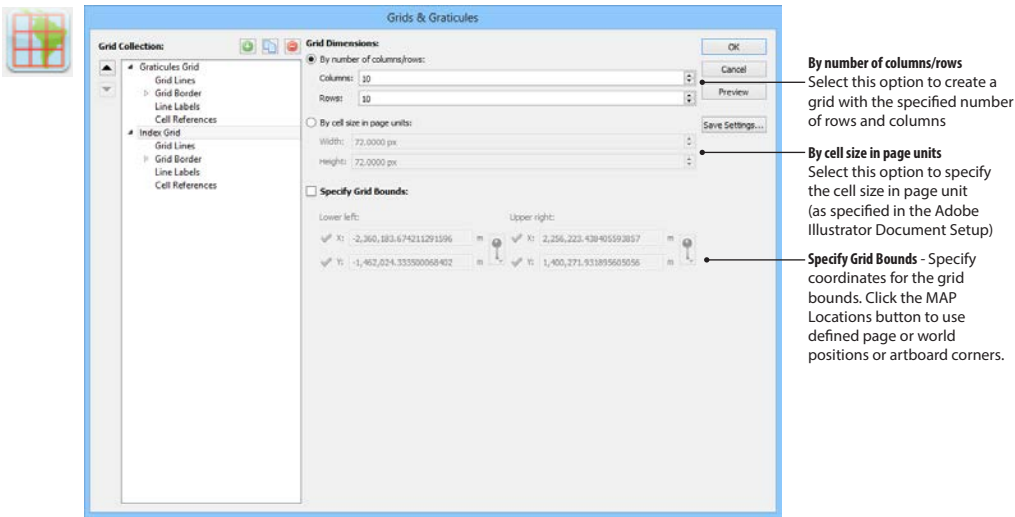 Grids & Graticules
Grid Collection:
Graticules Grid
Grid Lines
Grid Border
Line Labels
Cell References
Index Grid
Grid Lines
Grid Border
Line Labels
Cell References
Grid Dimensions:
By number of columns/rows:
Columns: 10
Rows: 10
By cell size in page units:
Width: 72.0000 px
Height: 72.0000 px
Specify Grid Bounds:
Lower left: Upper right:
X: -2,360,183.674211291596 m X: 2,256,223.438405593857 m
Y: -1,462,024.333500068402 m Y: 1,400,271.931895605056 m
OK
Cancel
Preview
Save Settings...
By number of columns/rows
Select this option to create a
grid with the specified number
of rows and columns
By cell size in page units
Select this option to specify
the cell size in page unit
(as specified in the Adobe
Illustrator Document Setup)
Specify Grid Bounds - Specify
coordinates for the grid
bounds. Click the MAP
Locations button to use
defined page or world
positions or artboard corners.